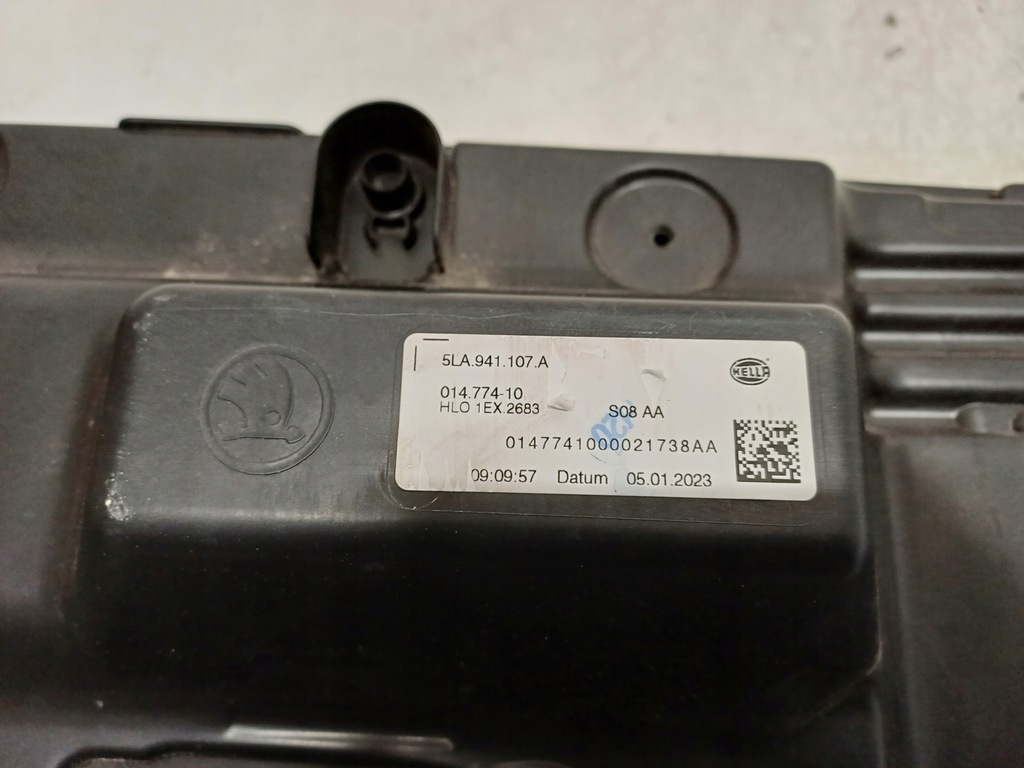 5LA.941.107.A
HELLA
014.774-10
HLO 1EX.2683 S08 AA
0147741000021738AA
09:09:57 Datum 05.01.2023